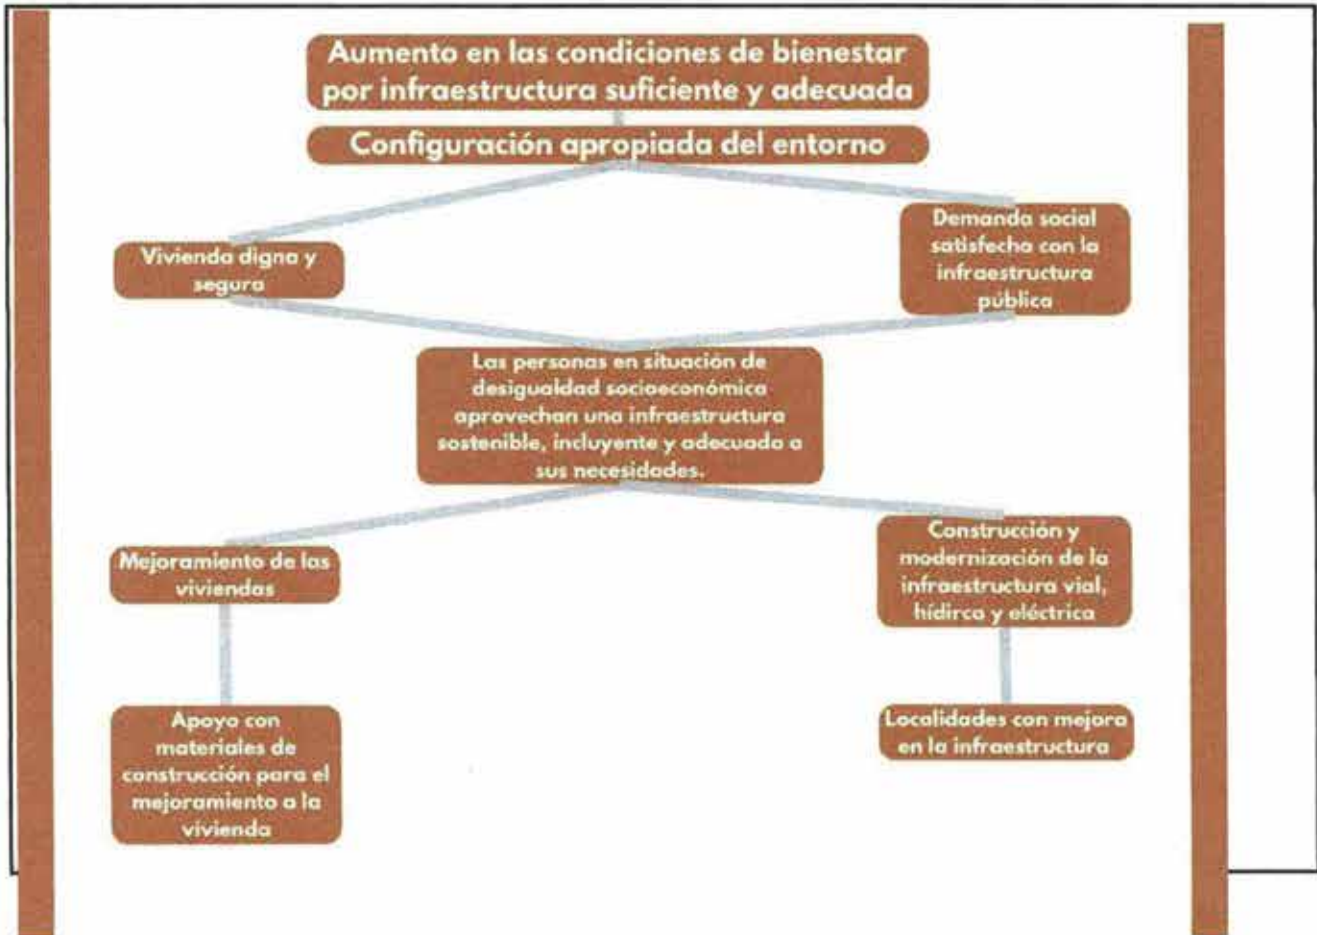 Aumento en las condiciones de bienestar
por infraestructura suficiente y adecuada
Configuración apropiada del entorno
Vivienda digna y
segura
Demanda social
satisfecha con la
infraestructura
pública
Las personas en situación de
desigualdad socioeconómica
aprovechan una infraestructura
sostenible, incluyente y adecuada a
sus necesidades.
Mejoramiento de las
viviendas
Construcción y
modernización de la
infraestructura vial,
hídirca y eléctrica
Apoyo con
materiales de
construcción para el
mejoramiento a la
vivienda
Localidades con mejora
en la infraestructura